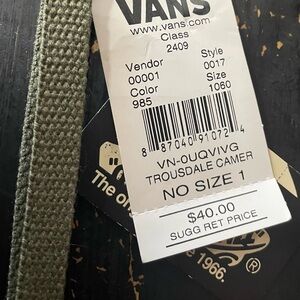 VANS
www.vans.com
Class
2409
Vendor Style
00001 0017
Color Size
985 1060
8 87040 91072 4
VN-0UQVIVG
TROUSDALE CAMER
NO SIZE 1
$40.00
SUGG RET PRICE
The
1966.
®